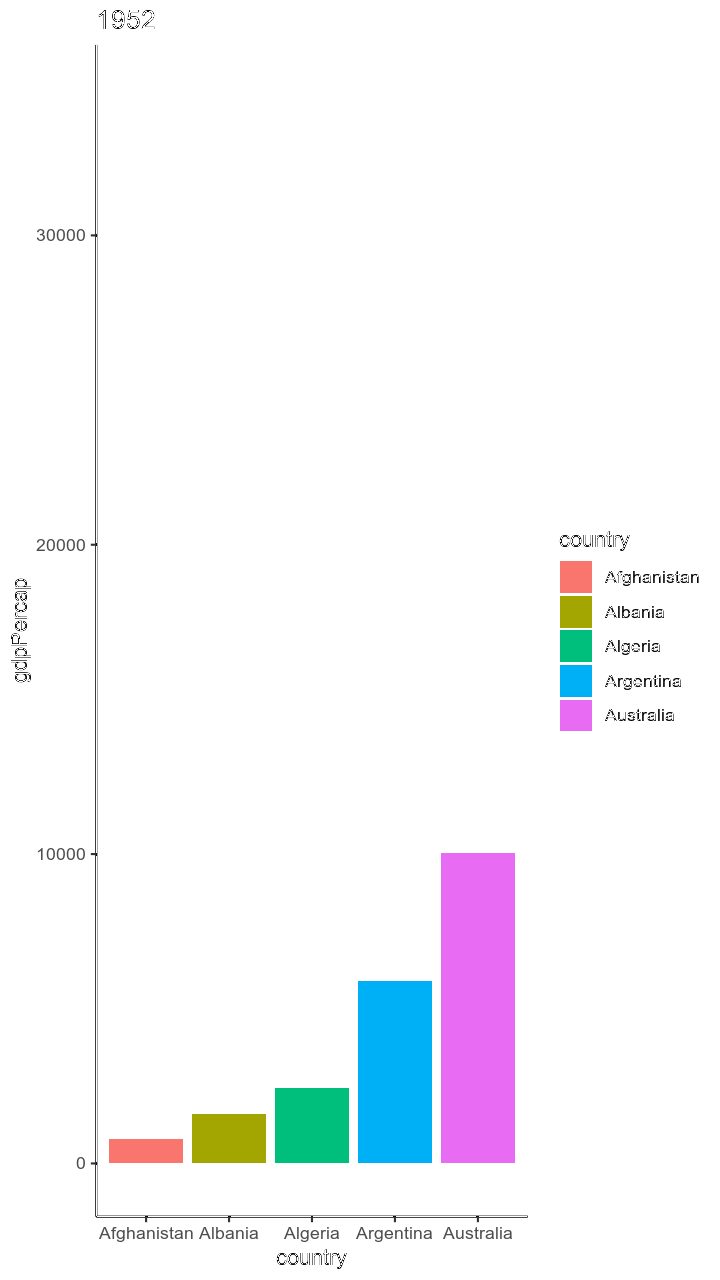 1952
30000
20000
10000
0
gdpPercap
Afghanistan Albania Algeria Argentina Australia
country
country
Afghanistan
Albania
Algeria
Argentina
Australia